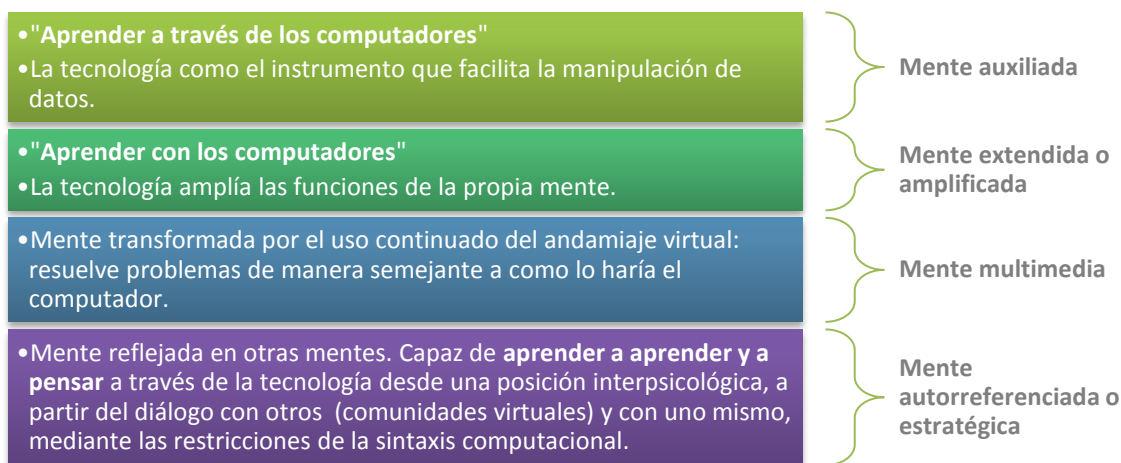 •"Aprender a través de los computadores"
•La tecnología como el instrumento que facilita la manipulación de
datos.
Mente auxiliada
•"Aprender con los computadores"
•La tecnología amplía las funciones de la propia mente.
Mente extendida o
amplificada
•Mente transformada por el uso continuado del andamiaje virtual:
resuelve problemas de manera semejante a como lo haría el
computador.
Mente multimedia
•Mente reflejada en otras mentes. Capaz de aprender a aprender y a
pensar a través de la tecnología desde una posición interpsicológica, a
partir del diálogo con otros (comunidades virtuales) y con uno mismo,
mediante las restricciones de la sintaxis computacional.
Mente
autorreferenciada o
estratégica